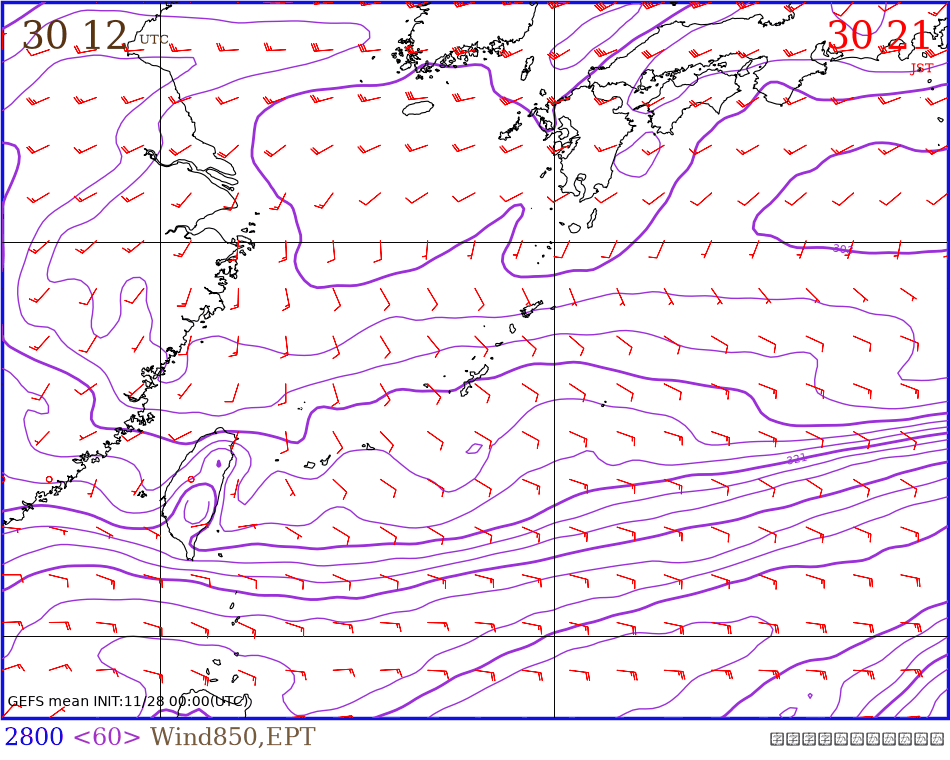 30 12 UTC 30 21
JST
303
321
GEFS mean INIT:11/28 00:00(UTC)
2800 <60> Wind850,EPT